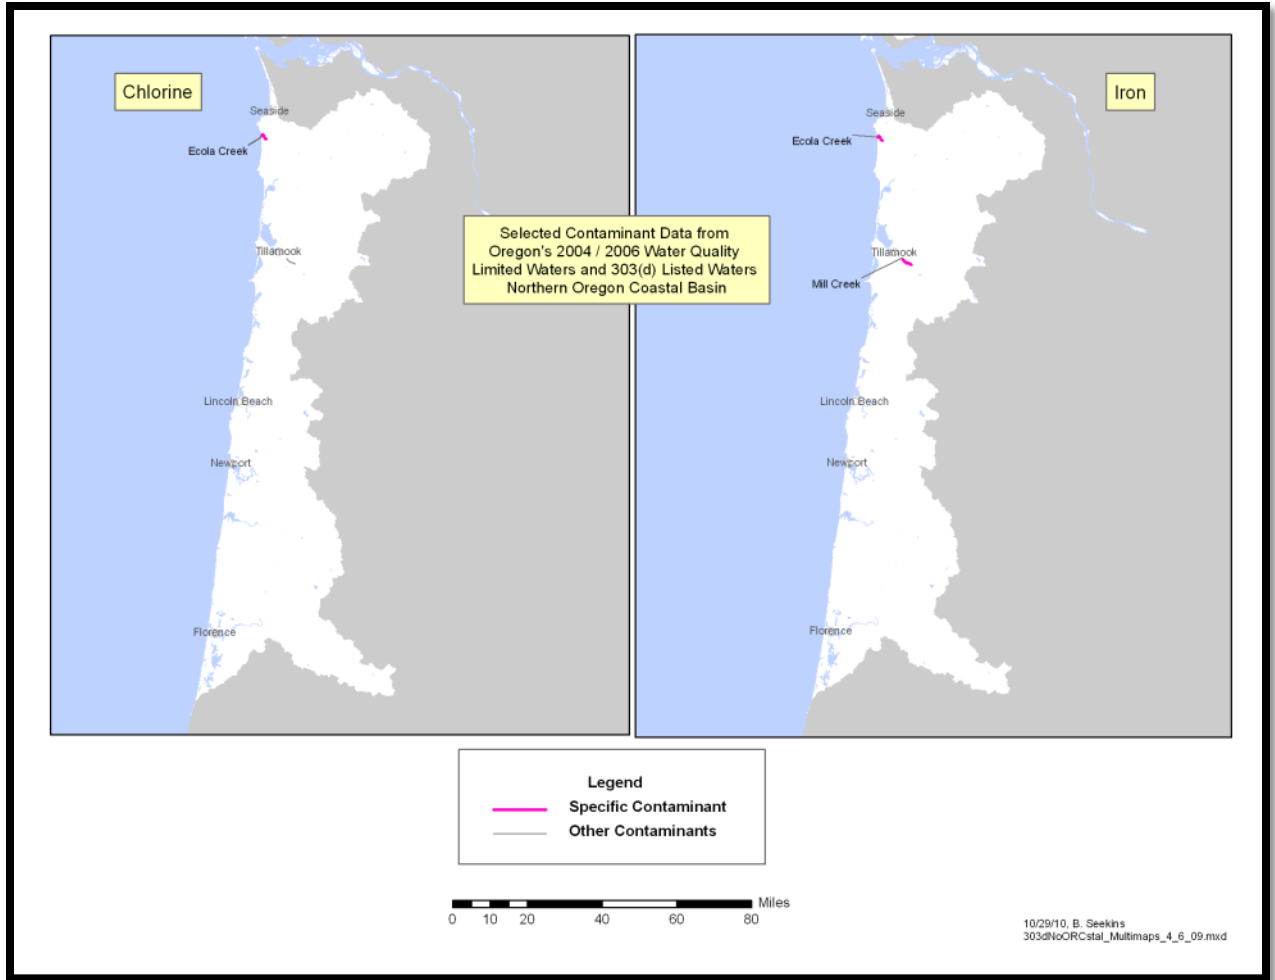 Chlorine
Seaside
Ecola Creek
Tillamook
Lincoln Beach
Newport
Florence
Selected Contaminant Data from
Oregon's 2004 / 2006 Water Quality
Limited Waters and 303(d) Listed Waters
Northern Oregon Coastal Basin
Iron
Seaside
Ecola Creek
Tillamook
Mill Creek
Lincoln Beach
Newport
Florence
Legend
Specific Contaminant
Other Contaminants
Miles
0 10 20 40 60 80
10/29/10, B. Seekins
303dNoORCstal_Multimaps_4_6_09.mxd